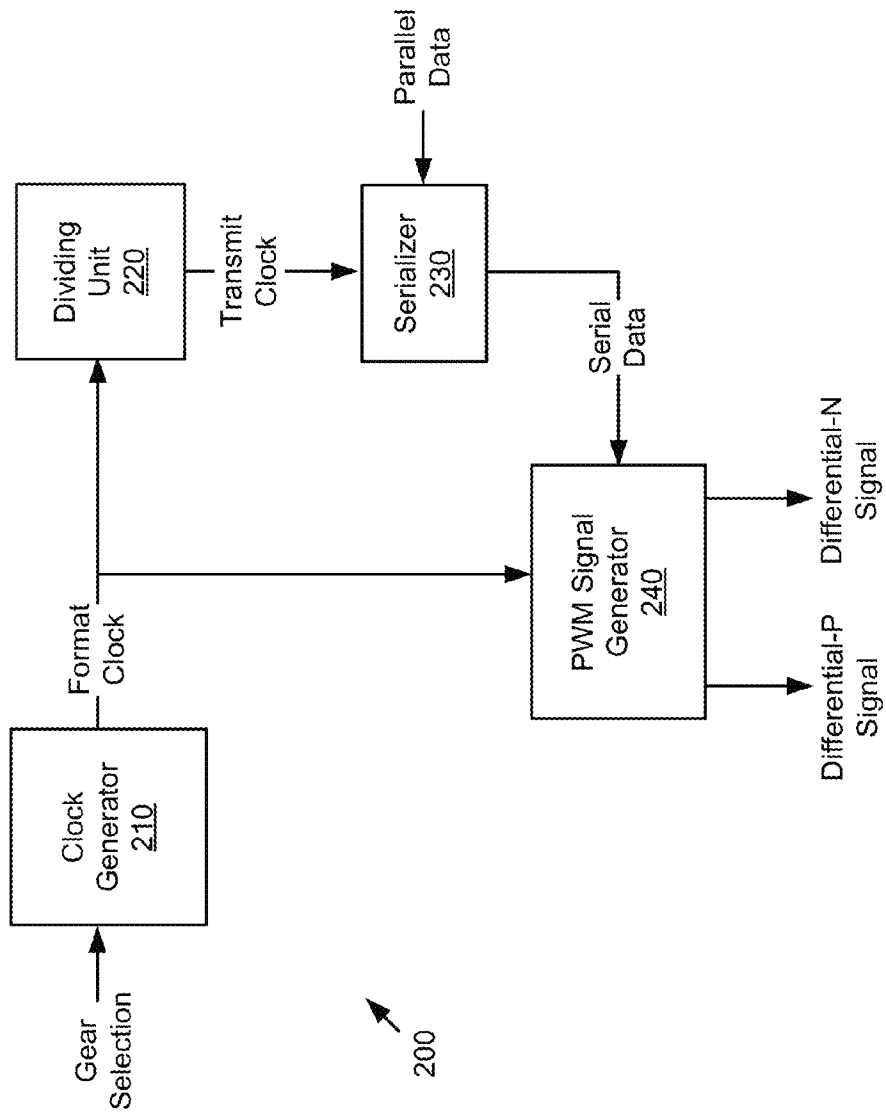 Gear
Selection
Clock
Generator
210
Format
Clock
Dividing
Unit
220
Transmit
Clock
Serializer
230
Parallel
Data
Serial
Data
PWM Signal
Generator
240
Differential-P
Signal
Differential-N
Signal
200